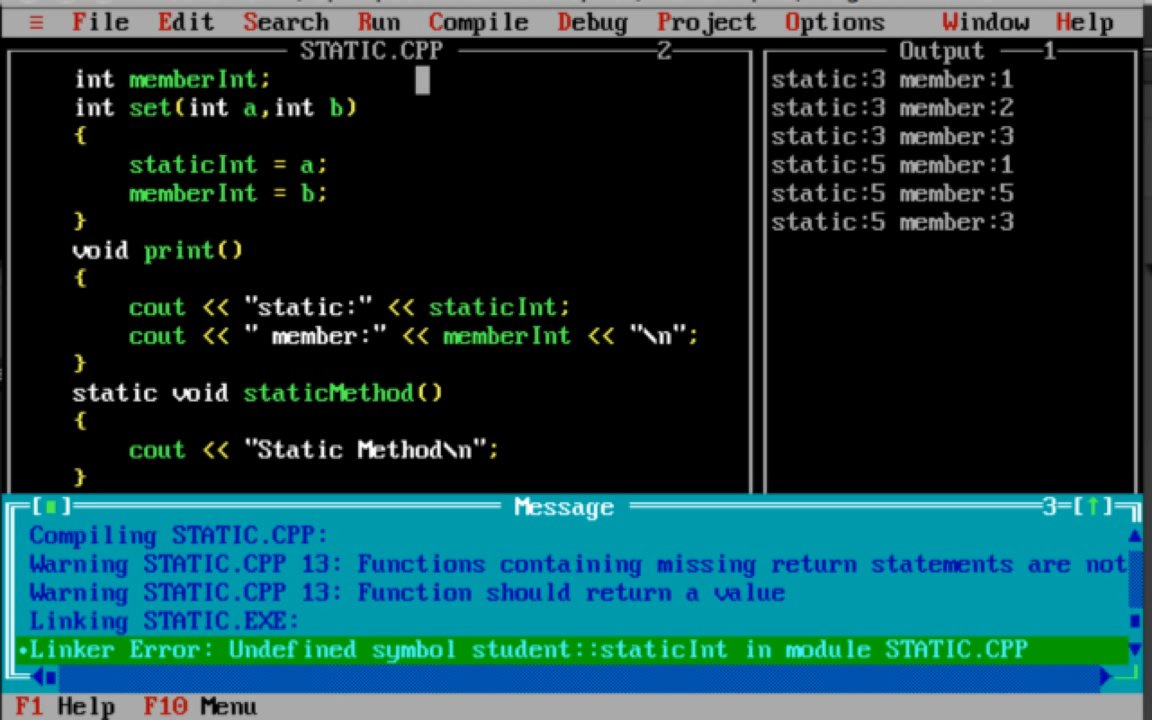 ≡ File Edit Search Run Compile Debug Project Options Window Help
STATIC.CPP 2
int memberInt;
int set(int a,int b)
{
staticInt = a;
memberInt = b;
}
void print()
{
cout << "static:" << staticInt;
cout << " member:" << memberInt << "\n";
}
static void staticMethod()
{
cout << "Static Method\n";
}
Output 1
static:3 member:1
static:3 member:2
static:3 member:3
static:5 member:1
static:5 member:5
static:5 member:3
[■] Message 3=[↑]
Compiling STATIC.CPP:
Warning STATIC.CPP 13: Functions containing missing return statements are not
Warning STATIC.CPP 13: Function should return a value
Linking STATIC.EXE:
•Linker Error: Undefined symbol student::staticInt in module STATIC.CPP
F1 Help F10 Menu